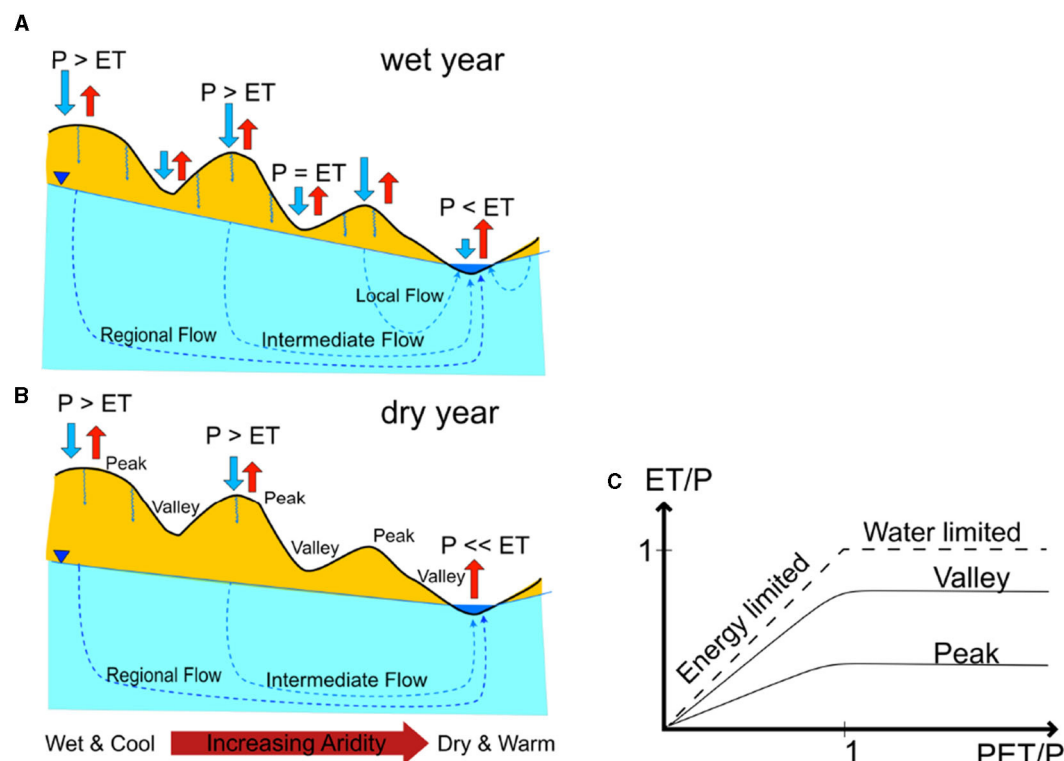 A
wet year
P > ET
P > ET
P = ET
P < ET
Local Flow
Regional Flow
Intermediate Flow
B
dry year
P > ET
P > ET
Peak
Peak
Valley
Valley
Peak
P << ET
Valley
Regional Flow
Intermediate Flow
Wet & Cool
Increasing Aridity
Dry & Warm
C
ET/P
1
Water limited
Energy limited
Valley
Peak
1
PET/P